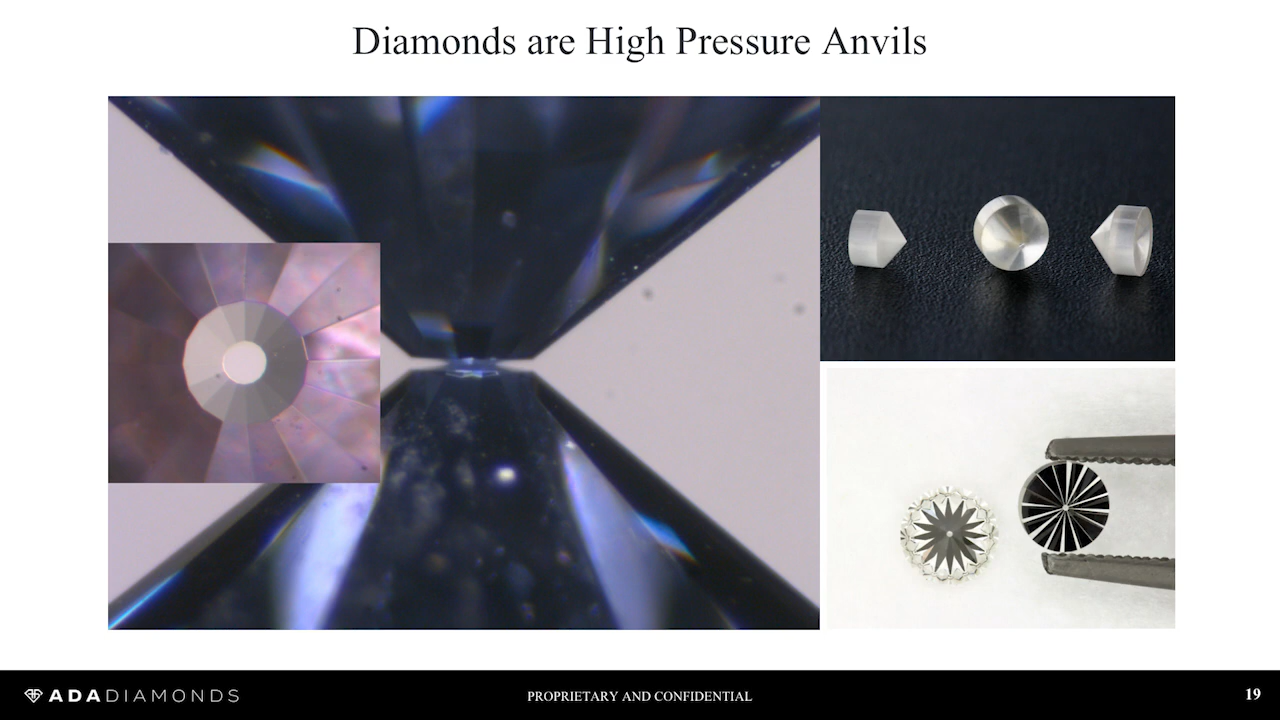 Diamonds are High Pressure Anvils
ADADIAMONDS
PROPRIETARY AND CONFIDENTIAL
19